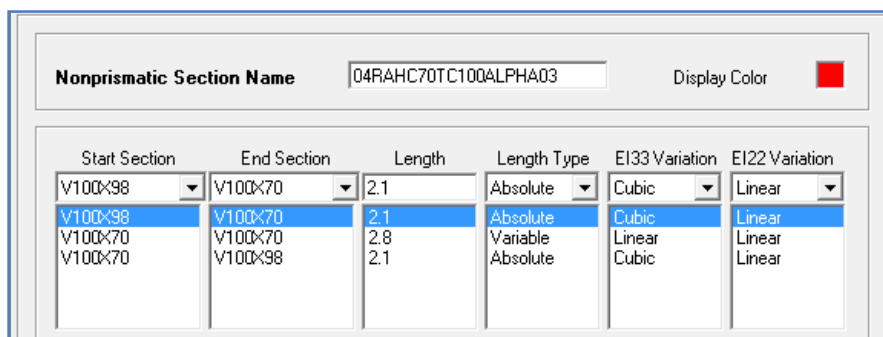 Nonprismatic Section Name 04RAHC70TC100ALPHA03 Display Color
Start Section End Section Length Length Type EI33 Variation EI22 Variation
V100X98 V100X70 2.1 Absolute Cubic Linear
V100X98 V100X70 2.1 Absolute Cubic Linear
V100X70 V100X70 2.8 Variable Linear Linear
V100X70 V100X98 2.1 Absolute Cubic Linear